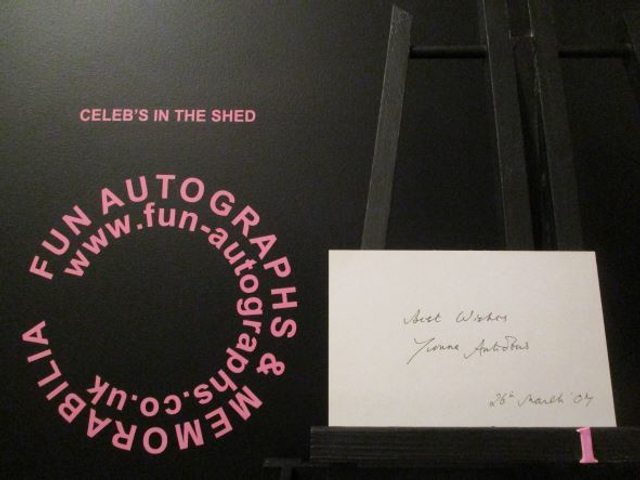 CELEB'S IN THE SHED
FUN AUTOGRAPHS & MEMORABILIA
www.fun-autographs.co.uk
Best Wishes
Yvonne Antrobus
26th March '04
1